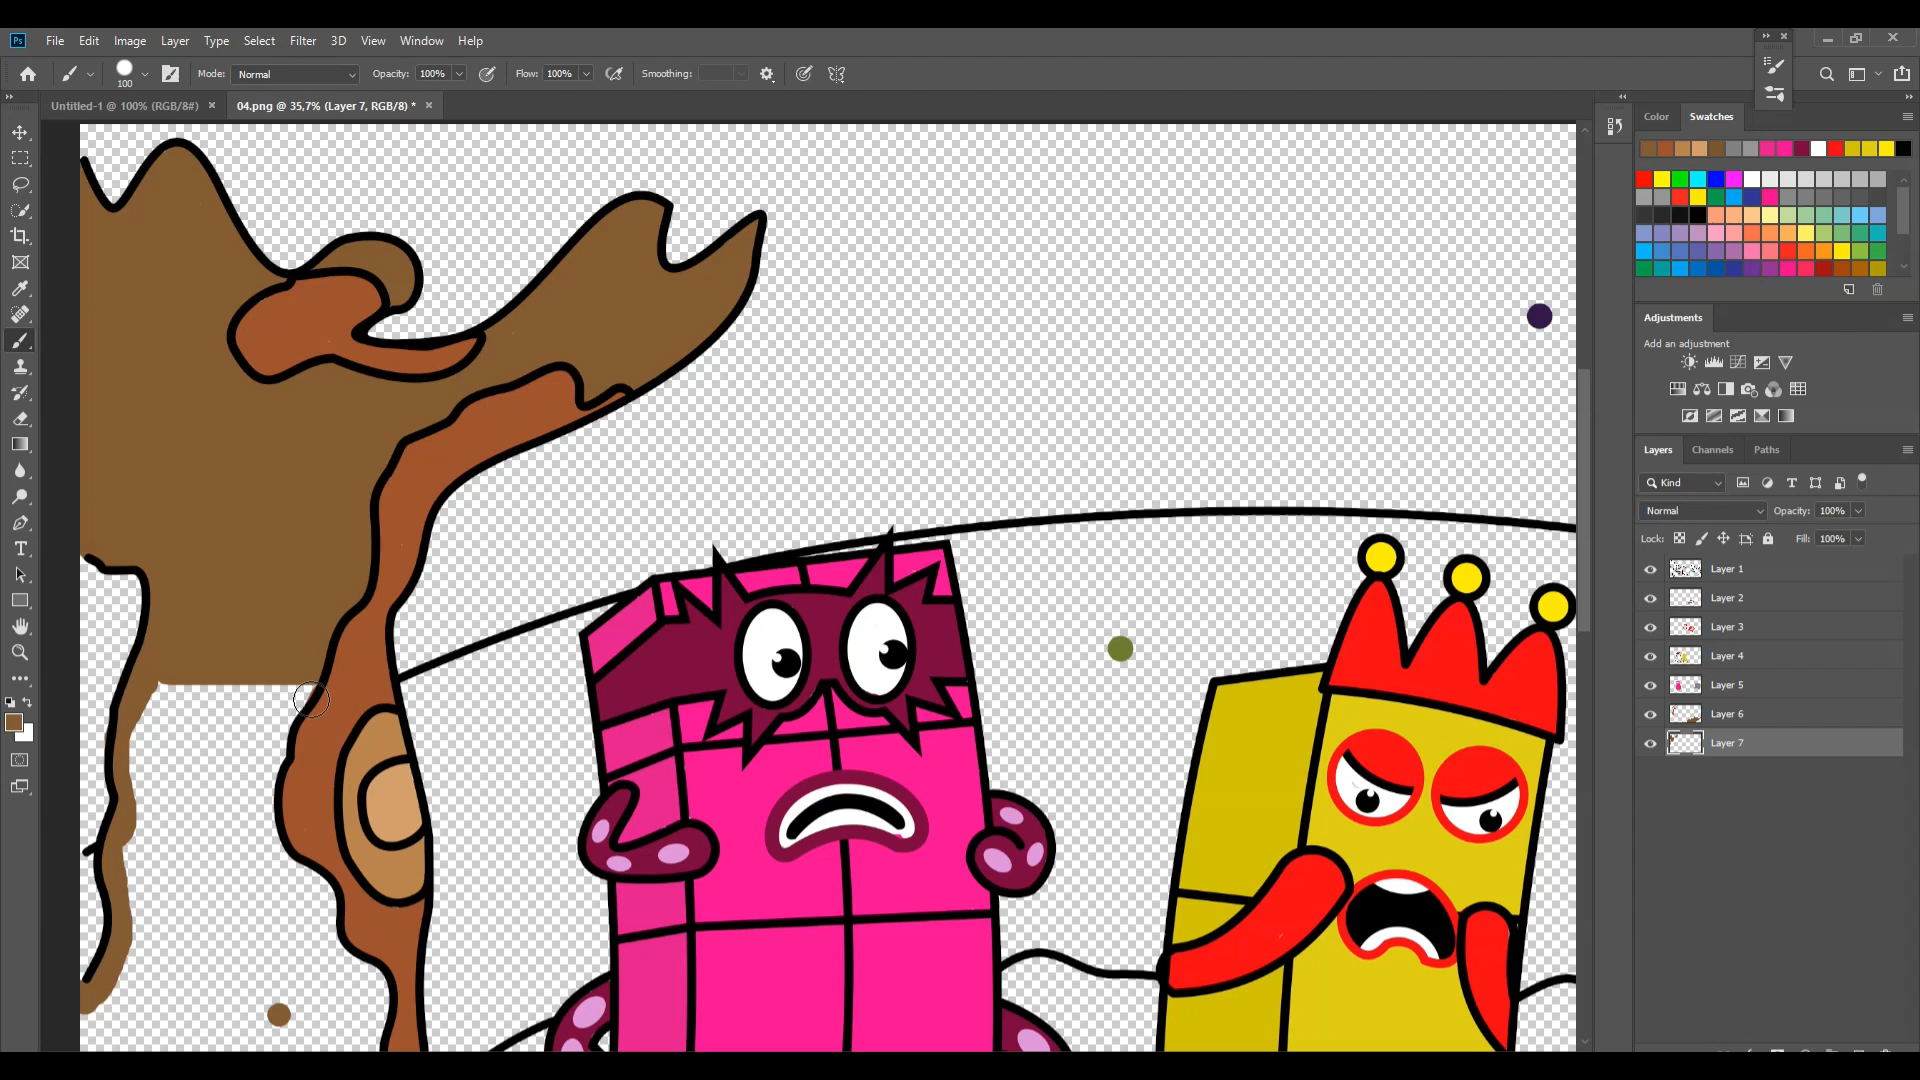 Ps File Edit Image Layer Type Select Filter 3D View Window Help
100 Mode: Normal Opacity: 100% Flow: 100% Smoothing:
Untitled-1 @ 100% (RGB/8#) 04.png @ 35,7% (Layer 7, RGB/8) *
Color Swatches
Adjustments
Add an adjustment
Layers Channels Paths
Kind
Normal Opacity: 100%
Lock: Fill: 100%
Layer 1
Layer 2
Layer 3
Layer 4
Layer 5
Layer 6
Layer 7